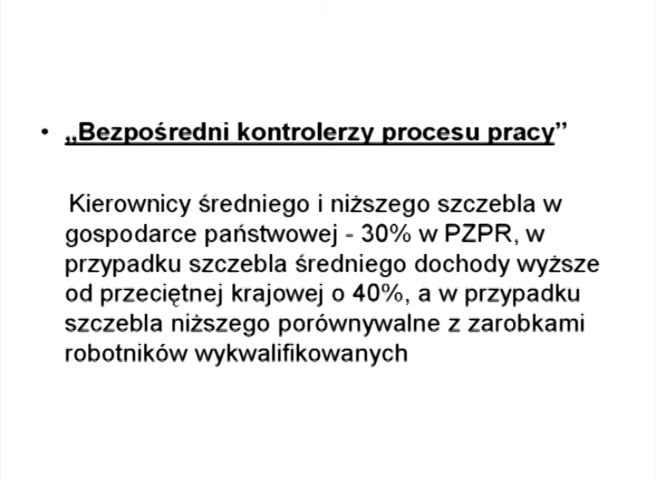 • „Bezpośredni kontrolerzy procesu pracy”
Kierownicy średniego i niższego szczebla w
gospodarce państwowej - 30% w PZPR, w
przypadku szczebla średniego dochody wyższe
od przeciętnej krajowej o 40%, a w przypadku
szczebla niższego porównywalne z zarobkami
robotników wykwalifikowanych